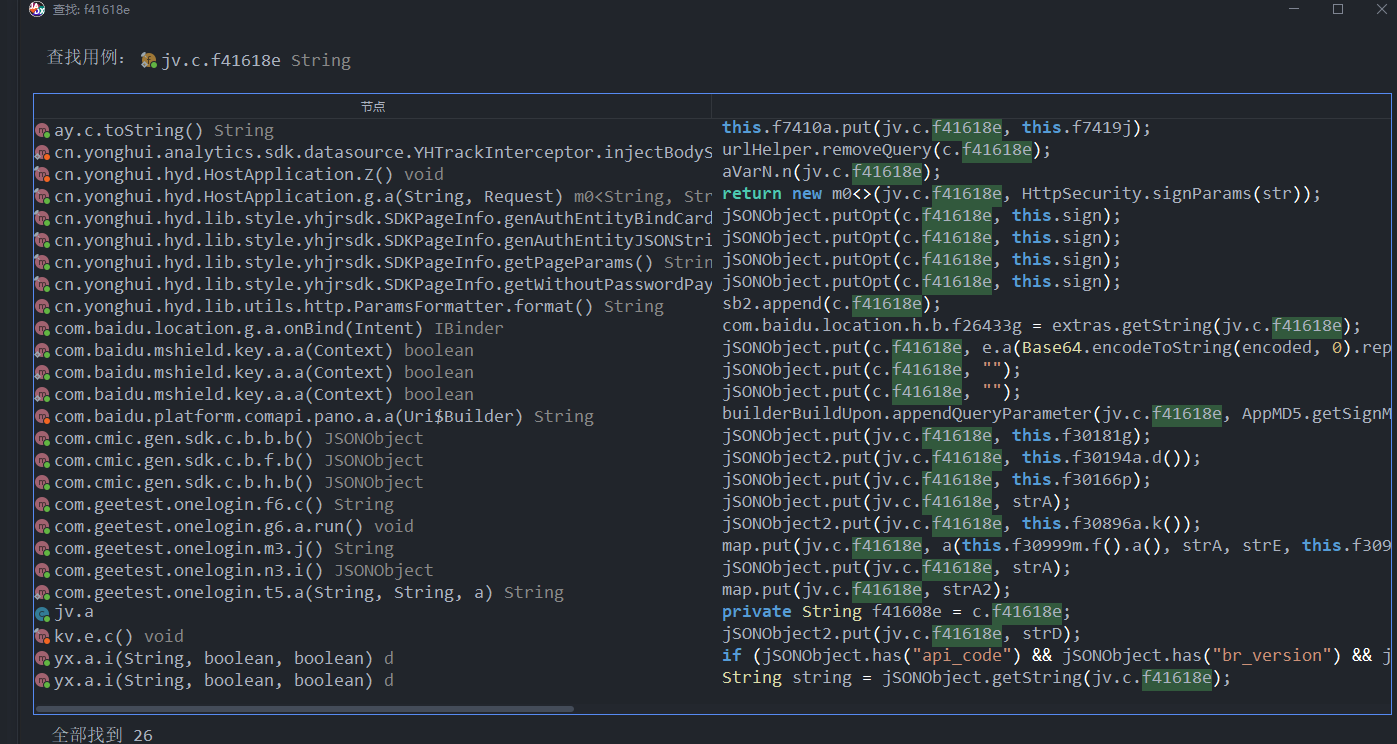 查找: f41618e
查找用例: jv.c.f41618e String
节点
ay.c.toString() String this.f7410a.put(jv.c.f41618e, this.f7419j);
cn.yonghui.analytics.sdk.datasource.YHTrackInterceptor.injectBodyS urlHelper.removeQuery(c.f41618e);
cn.yonghui.hyd.HostApplication.Z() void aVarN.n(jv.c.f41618e);
cn.yonghui.hyd.HostApplication.g.a(String, Request) m0<String, Str return new m0<>(jv.c.f41618e, HttpSecurity.signParams(str));
cn.yonghui.hyd.lib.style.yhjrsdk.SDKPageInfo.genAuthEntityBindCard jSONObject.putOpt(c.f41618e, this.sign);
cn.yonghui.hyd.lib.style.yhjrsdk.SDKPageInfo.genAuthEntityJSONStri jSONObject.putOpt(c.f41618e, this.sign);
cn.yonghui.hyd.lib.style.yhjrsdk.SDKPageInfo.getPageParams() Strin jSONObject.putOpt(c.f41618e, this.sign);
cn.yonghui.hyd.lib.style.yhjrsdk.SDKPageInfo.getWithoutPasswordPay jSONObject.putOpt(c.f41618e, this.sign);
cn.yonghui.hyd.lib.utils.http.ParamsFormatter.format() String sb2.append(c.f41618e);
com.baidu.location.g.a.onBind(Intent) IBinder com.baidu.location.h.b.f26433g = extras.getString(jv.c.f41618e);
com.baidu.mshield.key.a.a(Context) boolean jSONObject.put(c.f41618e, e.a(Base64.encodeToString(encoded, 0).rep
com.baidu.mshield.key.a.a(Context) boolean jSONObject.put(c.f41618e, "");
com.baidu.mshield.key.a.a(Context) boolean jSONObject.put(c.f41618e, "");
com.baidu.platform.comapi.pano.a.a(Uri$Builder) String builderBuildUpon.appendQueryParameter(jv.c.f41618e, AppMD5.getSignM
com.cmic.gen.sdk.c.b.b.b() JSONObject jSONObject.put(jv.c.f41618e, this.f30181g);
com.cmic.gen.sdk.c.b.f.b() JSONObject jSONObject2.put(jv.c.f41618e, this.f30194a.d());
com.cmic.gen.sdk.c.b.h.b() JSONObject jSONObject.put(jv.c.f41618e, this.f30166p);
com.geetest.onelogin.f6.c() String jSONObject.put(jv.c.f41618e, strA);
com.geetest.onelogin.g6.a.run() void jSONObject2.put(jv.c.f41618e, this.f30896a.k());
com.geetest.onelogin.m3.j() String map.put(jv.c.f41618e, a(this.f30999m.f().a(), strA, strE, this.f309
com.geetest.onelogin.n3.i() JSONObject jSONObject.put(jv.c.f41618e, strA);
com.geetest.onelogin.t5.a(String, String, a) String map.put(jv.c.f41618e, strA2);
jv.a private String f41608e = c.f41618e;
kv.e.c() void jSONObject2.put(jv.c.f41618e, strD);
yx.a.i(String, boolean, boolean) d if (jSONObject.has("api_code") && jSONObject.has("br_version") && j
yx.a.i(String, boolean, boolean) d String string = jSONObject.getString(jv.c.f41618e);
全部找到 26